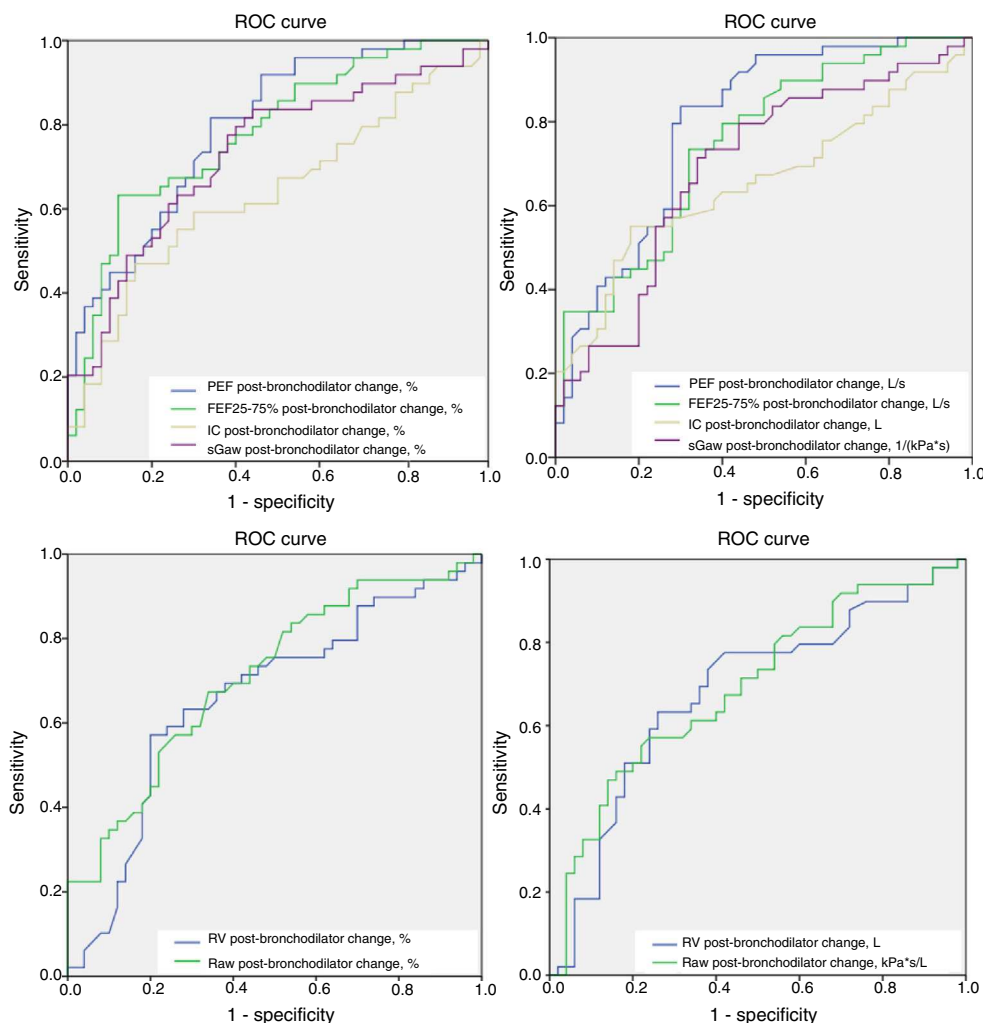 ROC curve
1.0
0.8
0.6
0.4
0.2
0.0
Sensitivity
PEF post-bronchodilator change, %
FEF25-75% post-bronchodilator change, %
IC post-bronchodilator change, %
sGaw post-bronchodilator change, %
0.0 0.2 0.4 0.6 0.8 1.0
1 - specificity
ROC curve
1.0
0.8
0.6
0.4
0.2
0.0
Sensitivity
PEF post-bronchodilator change, L/s
FEF25-75% post-bronchodilator change, L/s
IC post-bronchodilator change, L
sGaw post-bronchodilator change, 1/(kPa*s)
0.0 0.2 0.4 0.6 0.8 1.0
1 - specificity
ROC curve
1.0
0.8
0.6
0.4
0.2
0.0
Sensitivity
RV post-bronchodilator change, %
Raw post-bronchodilator change, %
0.0 0.2 0.4 0.6 0.8 1.0
1 - specificity
ROC curve
1.0
0.8
0.6
0.4
0.2
0.0
Sensitivity
RV post-bronchodilator change, L
Raw post-bronchodilator change, kPa*s/L
0.0 0.2 0.4 0.6 0.8 1.0
1 - specificity